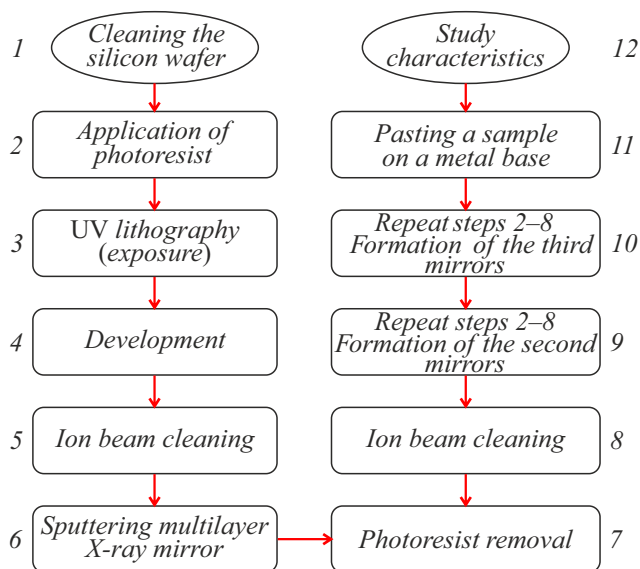 1
Cleaning the
silicon wafer
2
Application of
photoresist
3
UV lithography
(exposure)
4
Development
5
Ion beam cleaning
6
Sputtering multilayer
X-ray mirror
Study
characteristics
12
Pasting a sample
on a metal base
11
Repeat steps 2–8
Formation of the third
mirrors
10
Repeat steps 2–8
Formation of the second
mirrors
9
Ion beam cleaning
8
Photoresist removal
7